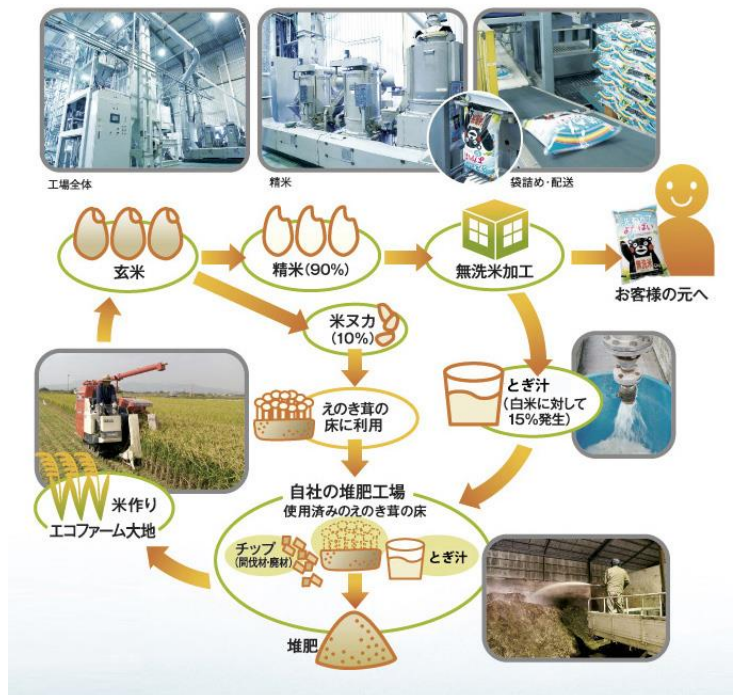 工場全体
精米
袋詰め・配送
玄米
精米(90%)
無洗米加工
お客様の元へ
米ヌカ
(10%)
えのき茸の
床に利用
とぎ汁
(白米に対して
15%発生)
米作り
エコファーム大地
自社の堆肥工場
使用済みのえのき茸の床
チップ
(間伐材・廃材)
とぎ汁
堆肥
無洗米